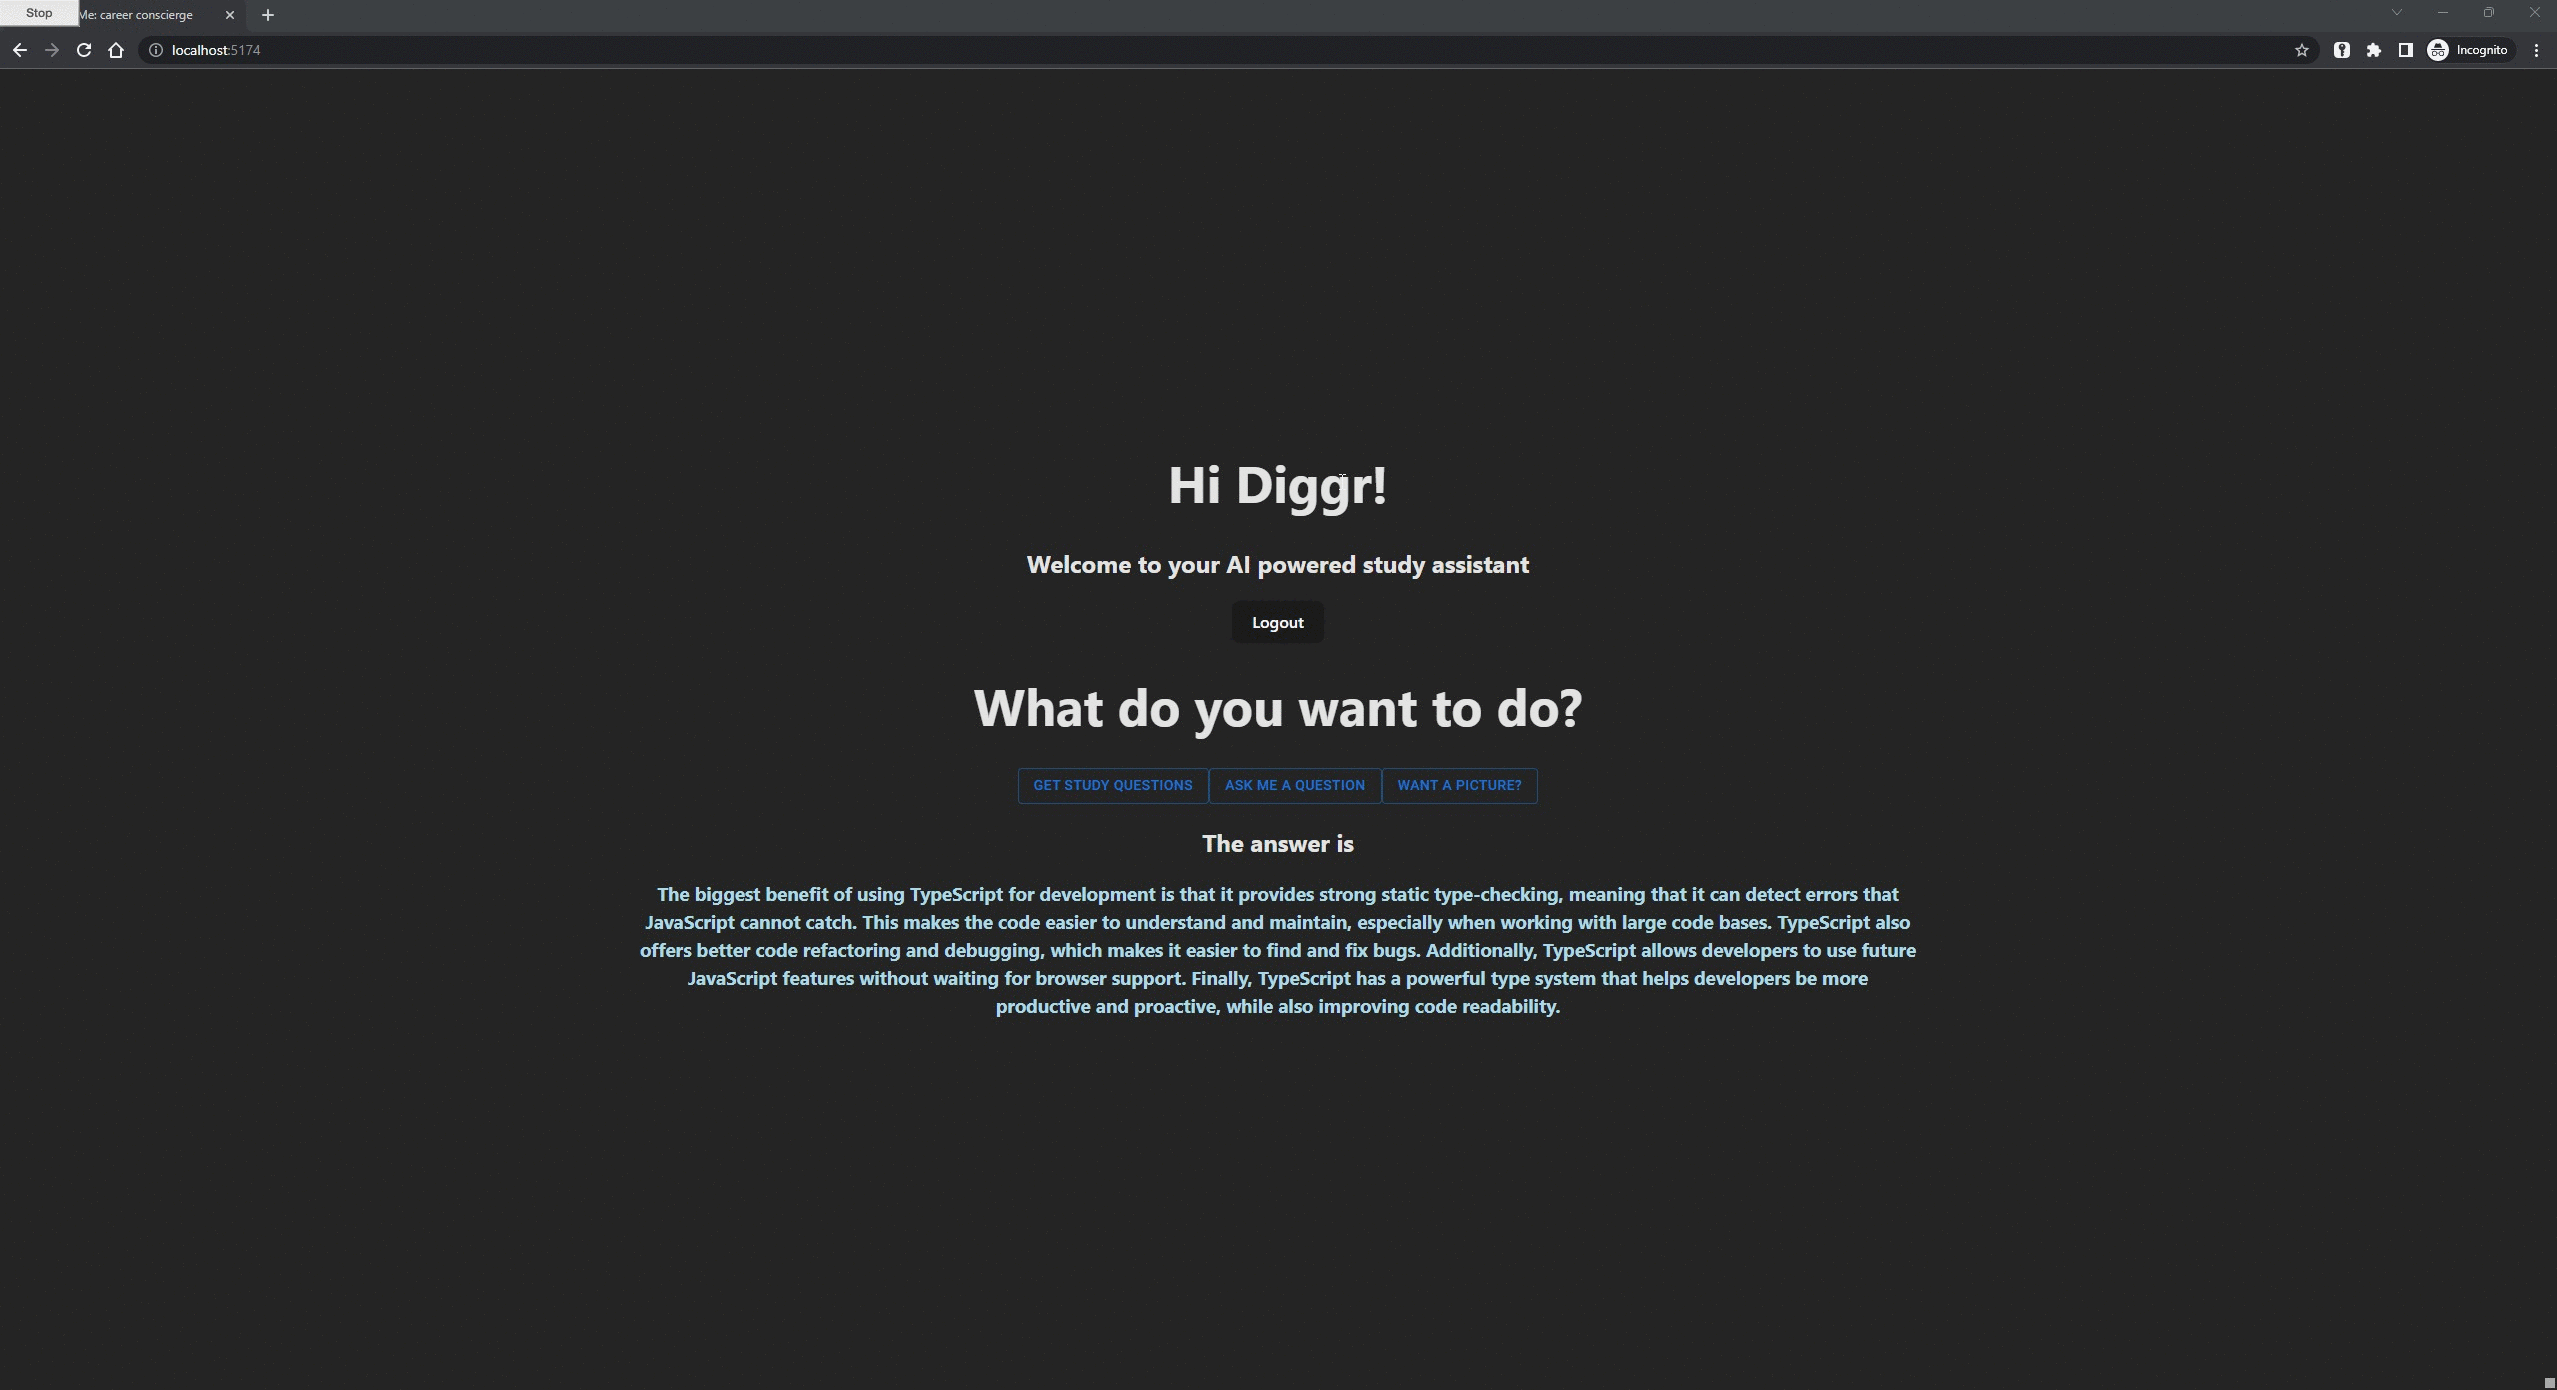 Stop
Me: career conscierge
localhost:5174
Incognito
Hi Diggr!
Welcome to your AI powered study assistant
Logout
What do you want to do?
GET STUDY QUESTIONS ASK ME A QUESTION WANT A PICTURE?
The answer is
The biggest benefit of using TypeScript for development is that it provides strong static type-checking, meaning that it can detect errors that
JavaScript cannot catch. This makes the code easier to understand and maintain, especially when working with large code bases. TypeScript also
offers better code refactoring and debugging, which makes it easier to find and fix bugs. Additionally, TypeScript allows developers to use future
JavaScript features without waiting for browser support. Finally, TypeScript has a powerful type system that helps developers be more
productive and proactive, while also improving code readability.